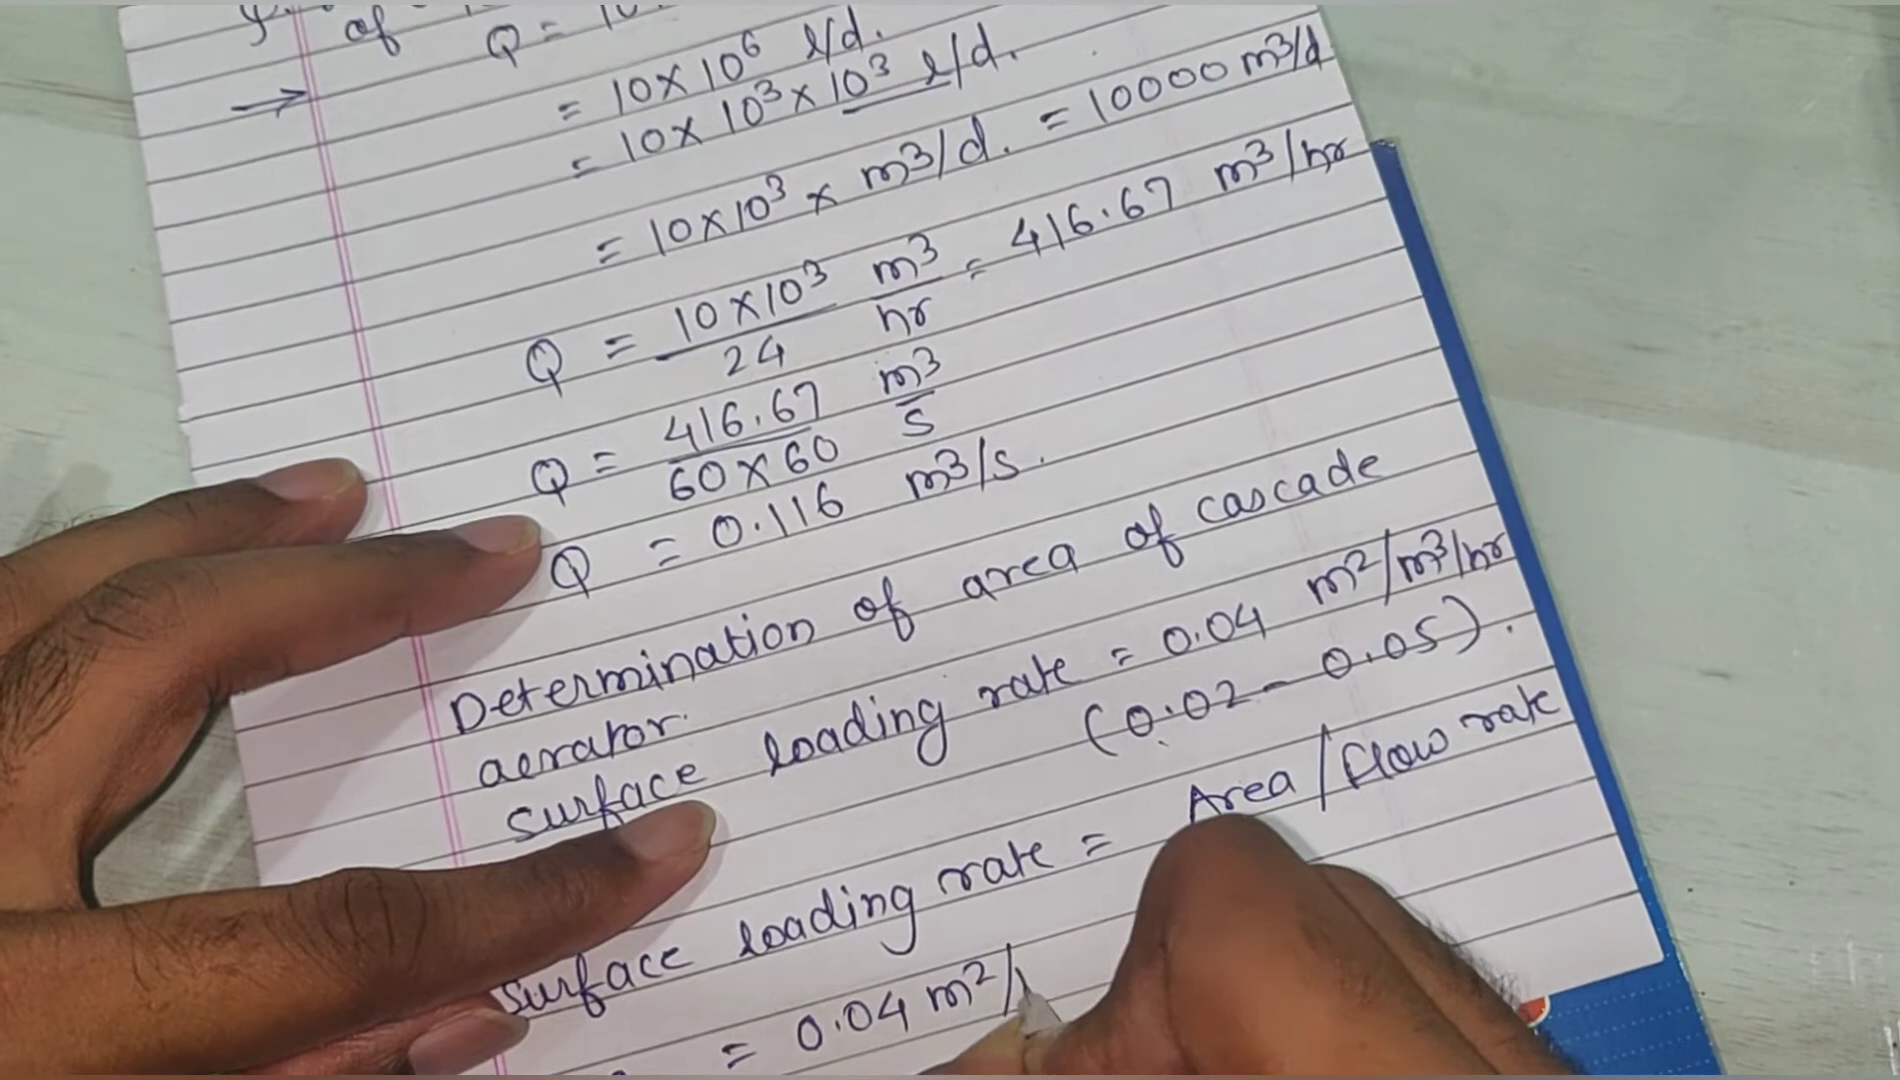 of Q = 10
= 10 × 10⁶ l/d.
→ = 10 × 10³ × 10³ l/d.
= 10×10³ × m³/d. = 10000 m³/d
Q = 10×10³/24 m³/hr = 416.67 m³/hr
Q = 416.67/60×60 m³/s
Q = 0.116 m³/s.
Determination of area of cascade
aerator.
surface loading rate = 0.04 m²/m³/hr
(0.02 - 0.05).
surface loading rate = Area/flow rate
= 0.04 m²/